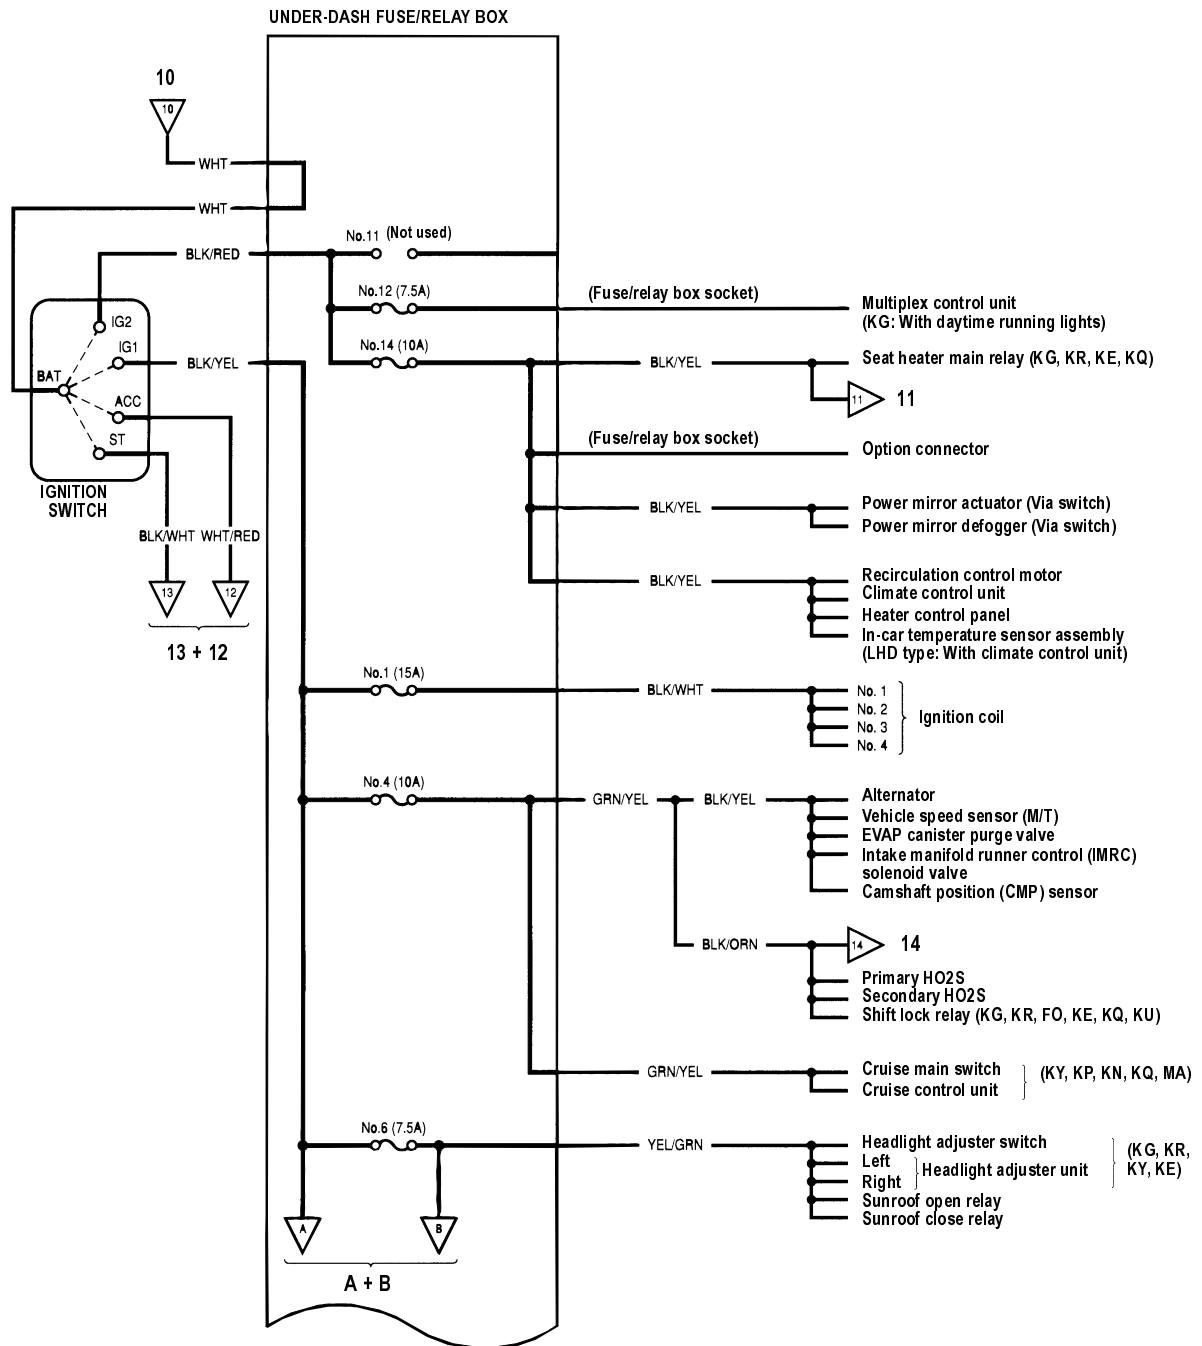 UNDER-DASH FUSE/RELAY BOX
10
10
WHT
WHT
No.11 (Not used)
BLK/RED
No.12 (7.5A)
(Fuse/relay box socket)
Multiplex control unit
(KG: With daytime running lights)
IG2
IG1
BLK/YEL
No.14 (10A)
BLK/YEL
Seat heater main relay (KG, KR, KE, KQ)
BAT
ACC
11
11
ST
(Fuse/relay box socket)
Option connector
IGNITION
SWITCH
BLK/YEL
Power mirror actuator (Via switch)
Power mirror defogger (Via switch)
BLK/WHT
WHT/RED
13
12
13 + 12
BLK/YEL
Recirculation control motor
Climate control unit
Heater control panel
In-car temperature sensor assembly
(LHD type: With climate control unit)
No.1 (15A)
BLK/WHT
No. 1
No. 2
No. 3
No. 4
Ignition coil
No.4 (10A)
GRN/YEL
BLK/YEL
Alternator
Vehicle speed sensor (M/T)
EVAP canister purge valve
Intake manifold runner control (IMRC)
solenoid valve
Camshaft position (CMP) sensor
BLK/ORN
14
14
Primary HO2S
Secondary HO2S
Shift lock relay (KG, KR, FO, KE, KQ, KU)
GRN/YEL
Cruise main switch
Cruise control unit
(KY, KP, KN, KQ, MA)
No.6 (7.5A)
YEL/GRN
Headlight adjuster switch
Left
Right
Headlight adjuster unit
(KG, KR,
KY, KE)
Sunroof open relay
Sunroof close relay
A
B
A + B